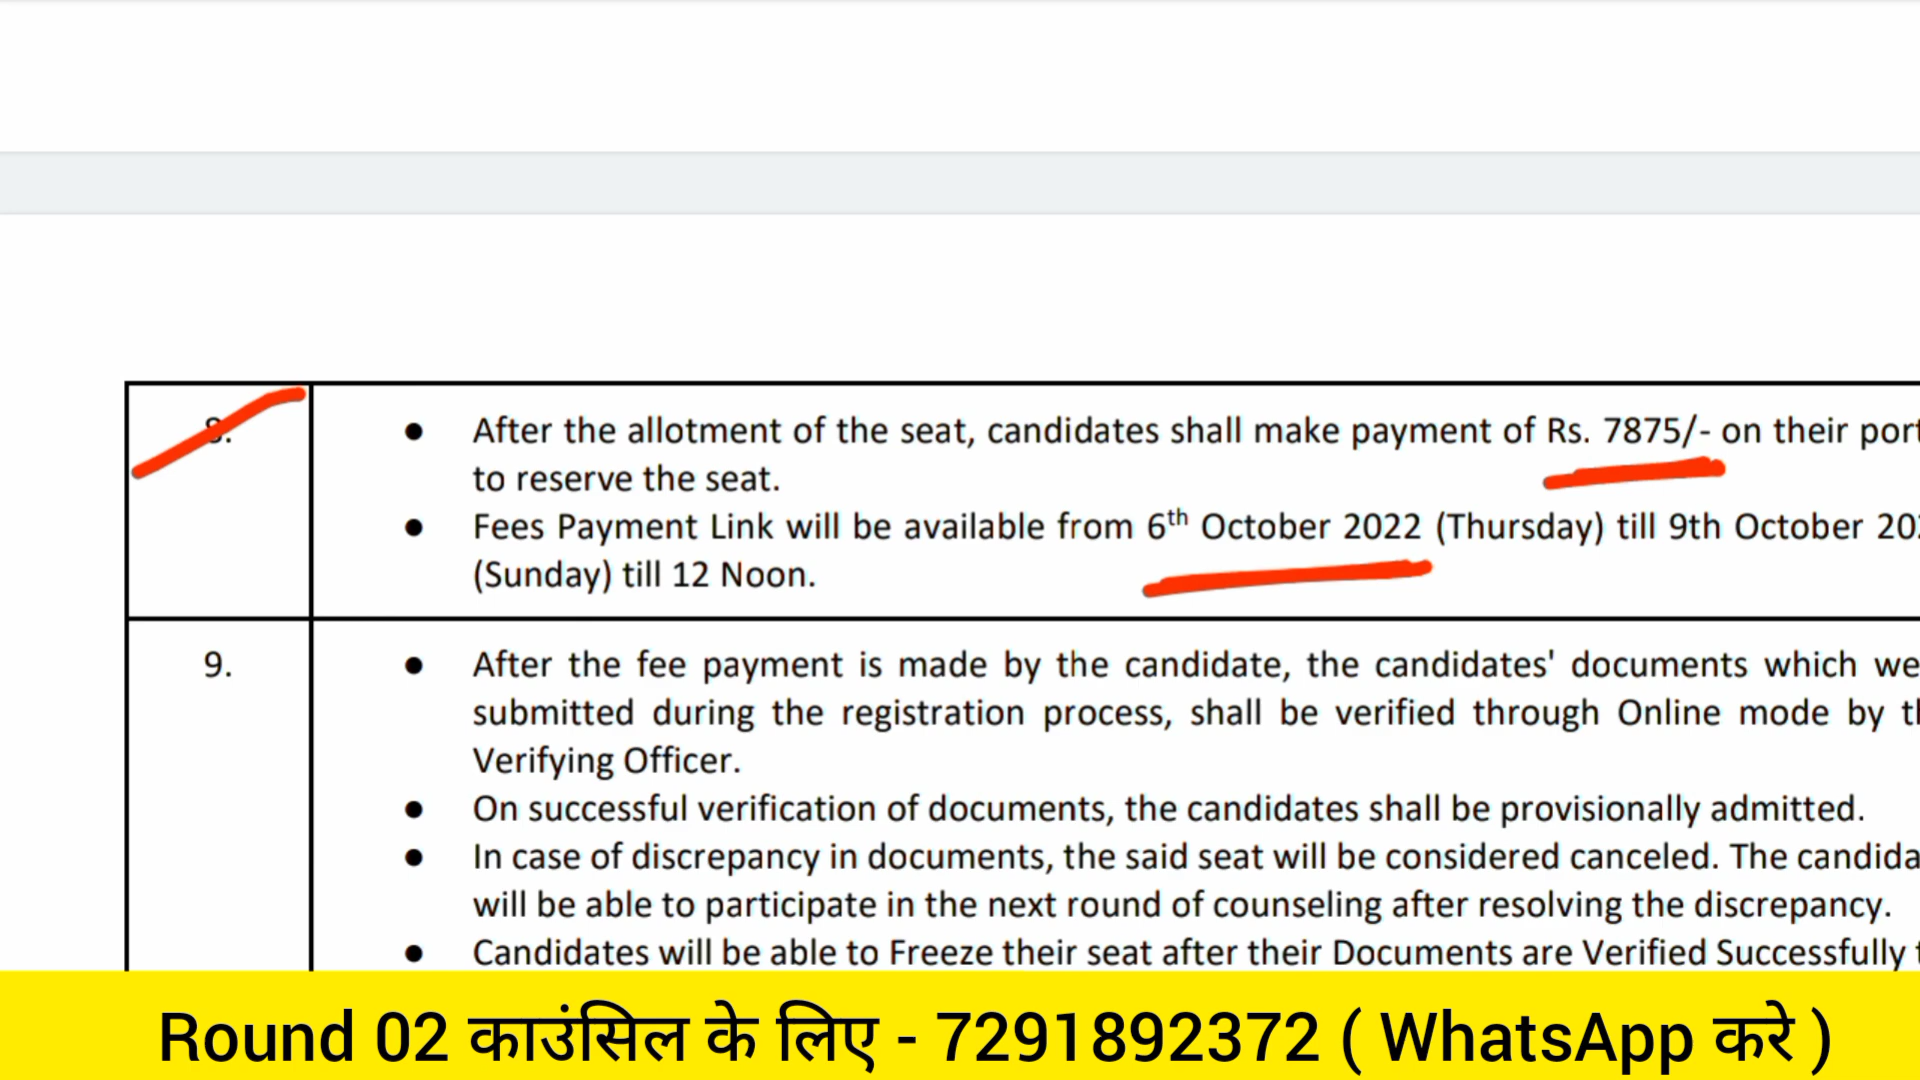 8.
After the allotment of the seat, candidates shall make payment of Rs. 7875/- on their
to reserve the seat.
Fees Payment Link will be available from 6th October 2022 (Thursday) till 9th October
(Sunday) till 12 Noon.
9.
After the fee payment is made by the candidate, the candidates' documents which
submitted during the registration process, shall be verified through Online mode by
Verifying Officer.
On successful verification of documents, the candidates shall be provisionally admitted.
In case of discrepancy in documents, the said seat will be considered canceled. The
will be able to participate in the next round of counseling after resolving the discrepancy.
Candidates will be able to Freeze their seat after their Documents are Verified Successfully
Round 02 काउंसिल के लिए - 7291892372 ( WhatsApp करे )